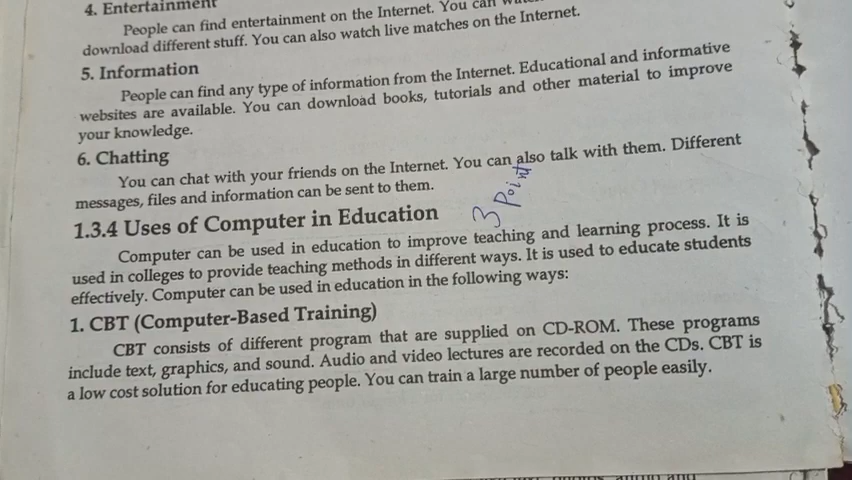 4. Entertainment
People can find entertainment on the Internet. You can
download different stuff. You can also watch live matches on the Internet.
5. Information
People can find any type of information from the Internet. Educational and informative
websites are available. You can download books, tutorials and other material to improve
your knowledge.
6. Chatting
You can chat with your friends on the Internet. You can also talk with them. Different
messages, files and information can be sent to them.
3 Point
1.3.4 Uses of Computer in Education
Computer can be used in education to improve teaching and learning process. It is
used in colleges to provide teaching methods in different ways. It is used to educate students
effectively. Computer can be used in education in the following ways:
1. CBT (Computer-Based Training)
CBT consists of different program that are supplied on CD-ROM. These programs
include text, graphics, and sound. Audio and video lectures are recorded on the CDs. CBT is
a low cost solution for educating people. You can train a large number of people easily.